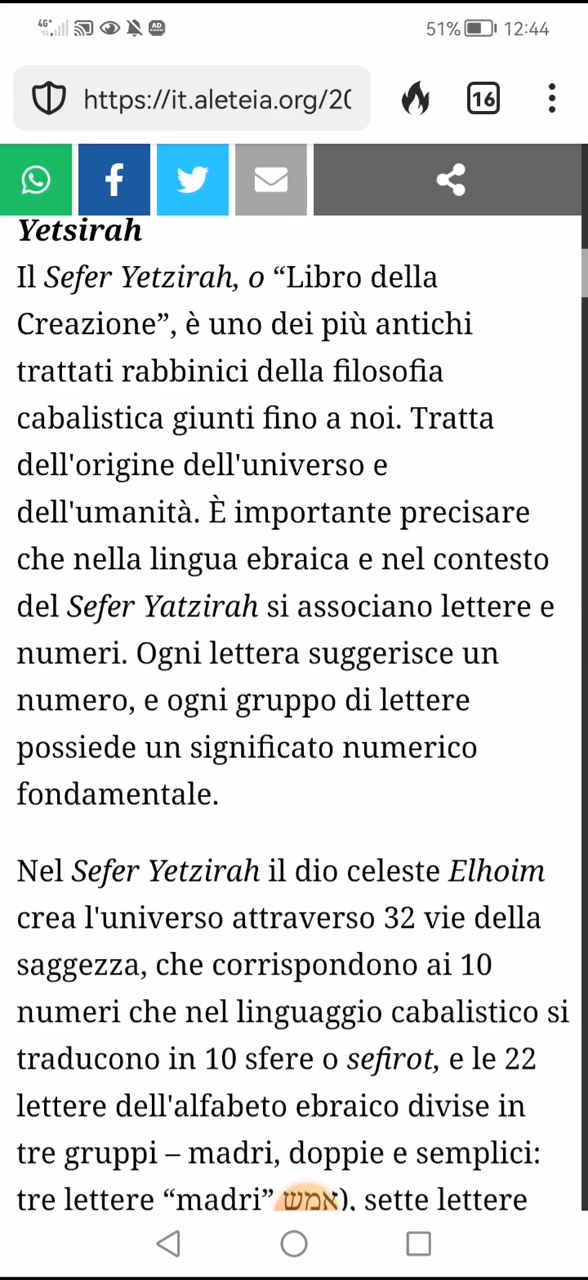 4G+
AD
51% 12:44
https://it.aleteia.org/20
16
Yetsirah
Il Sefer Yetzirah, o “Libro della
Creazione”, è uno dei più antichi
trattati rabbinici della filosofia
cabalistica giunti fino a noi. Tratta
dell'origine dell'universo e
dell'umanità. È importante precisare
che nella lingua ebraica e nel contesto
del Sefer Yatzirah si associano lettere e
numeri. Ogni lettera suggerisce un
numero, e ogni gruppo di lettere
possiede un significato numerico
fondamentale.
Nel Sefer Yetzirah il dio celeste Elhoim
crea l'universo attraverso 32 vie della
saggezza, che corrispondono ai 10
numeri che nel linguaggio cabalistico si
traducono in 10 sfere o sefirot, e le 22
lettere dell'alfabeto ebraico divise in
tre gruppi – madri, doppie e semplici:
tre lettere “madri” אמש), sette lettere